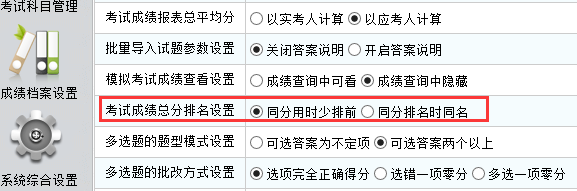 考试科目管理
成绩档案设置
系统综合设置
考试成绩报表总平均分 以实考人计算 以应考人计算
批量导入试题参数设置 关闭答案说明 开启答案说明
模拟考试成绩查看设置 成绩查询中可看 成绩查询中隐藏
考试成绩总分排名设置 同分用时少排前 同分排名时同名
多选题的题型模式设置 可选答案为不定项 可选答案两个以上
多选题的批改方式设置 选项完全正确得分 选错一项零分 多选一项零分